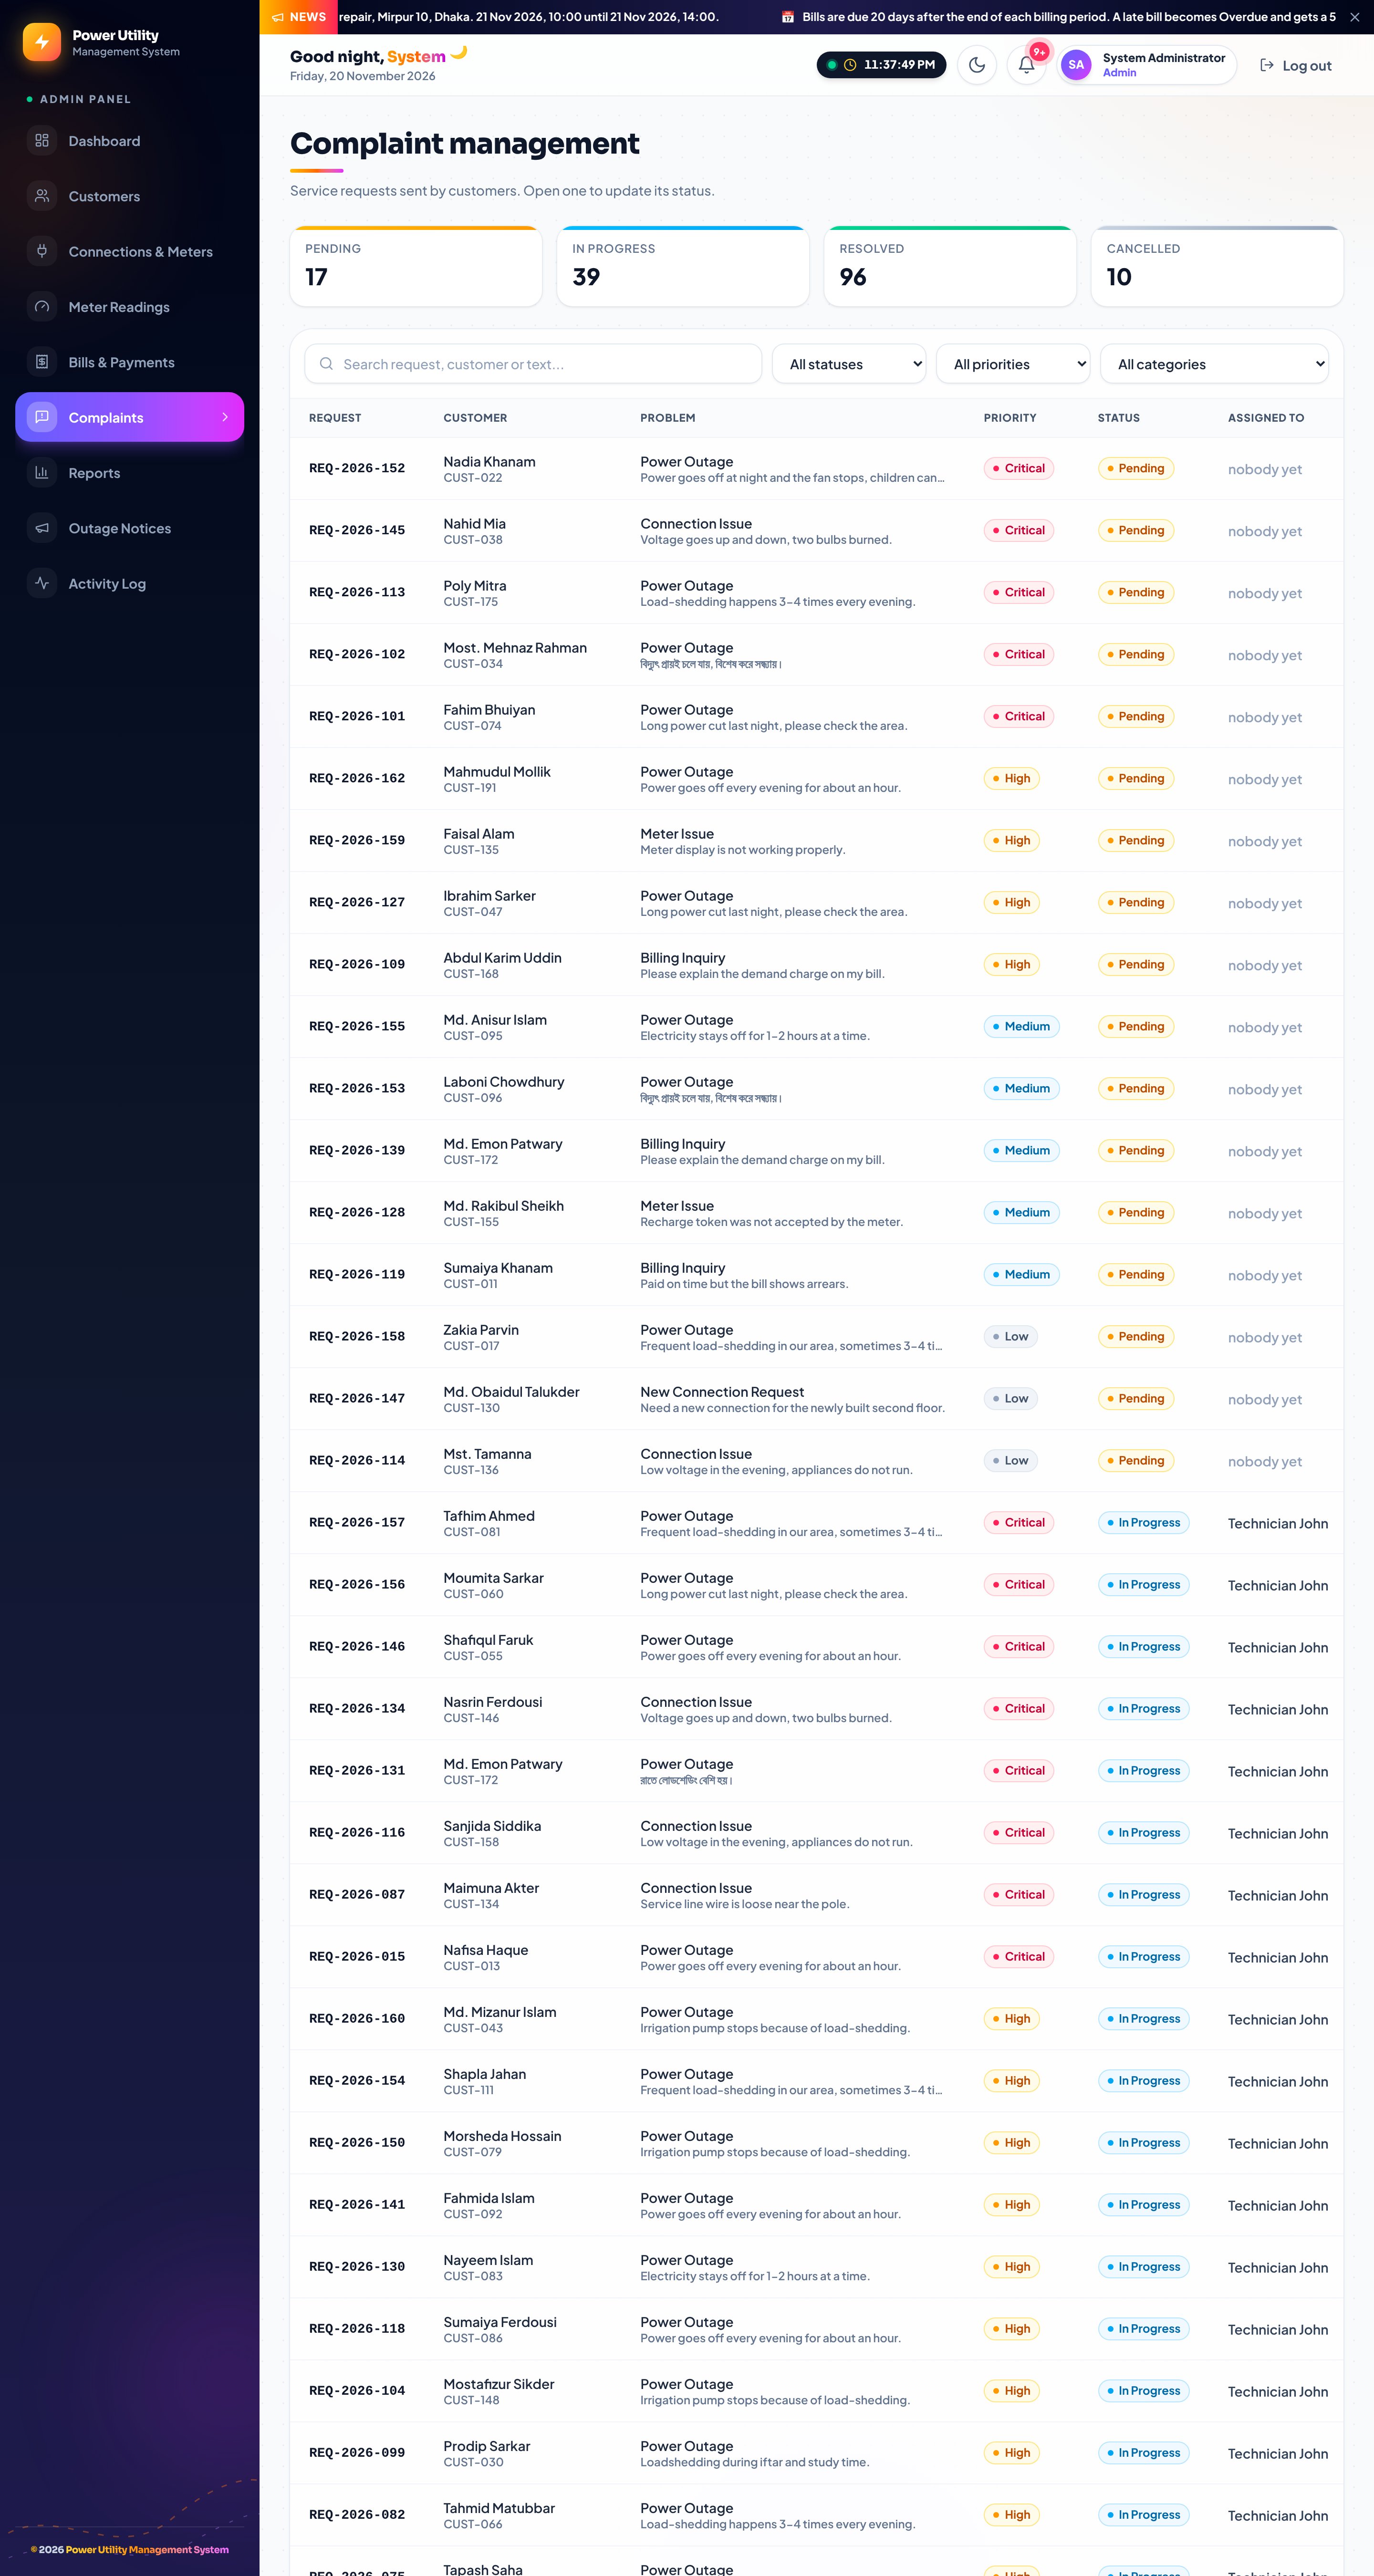 Power Utility
Management System
ADMIN PANEL
Dashboard
Customers
Connections & Meters
Meter Readings
Bills & Payments
Complaints
Reports
Outage Notices
Activity Log
© 2026 Power Utility Management System
NEWS
repair, Mirpur 10, Dhaka. 21 Nov 2026, 10:00 until 21 Nov 2026, 14:00.
Bills are due 20 days after the end of each billing period. A late bill becomes Overdue and gets a 5
Good night, System
Friday, 20 November 2026
11:37:49 PM
9+
SA
System Administrator
Admin
Log out
Complaint management
Service requests sent by customers. Open one to update its status.
PENDING
17
IN PROGRESS
39
RESOLVED
96
CANCELLED
10
Search request, customer or text...
All statuses
All priorities
All categories
REQUEST CUSTOMER PROBLEM PRIORITY STATUS ASSIGNED TO
REQ-2026-152 Nadia Khanam Power Outage Critical Pending nobody yet
CUST-022 Power goes off at night and the fan stops, children can...
REQ-2026-145 Nahid Mia Connection Issue Critical Pending nobody yet
CUST-038 Voltage goes up and down, two bulbs burned.
REQ-2026-113 Poly Mitra Power Outage Critical Pending nobody yet
CUST-175 Load-shedding happens 3-4 times every evening.
REQ-2026-102 Most. Mehnaz Rahman Power Outage Critical Pending nobody yet
CUST-034 বিদ্যুৎ প্রায়ই চলে যায়, বিশেষ করে সন্ধ্যায়।
REQ-2026-101 Fahim Bhuiyan Power Outage Critical Pending nobody yet
CUST-074 Long power cut last night, please check the area.
REQ-2026-162 Mahmudul Mollik Power Outage High Pending nobody yet
CUST-191 Power goes off every evening for about an hour.
REQ-2026-159 Faisal Alam Meter Issue High Pending nobody yet
CUST-135 Meter display is not working properly.
REQ-2026-127 Ibrahim Sarker Power Outage High Pending nobody yet
CUST-047 Long power cut last night, please check the area.
REQ-2026-109 Abdul Karim Uddin Billing Inquiry High Pending nobody yet
CUST-168 Please explain the demand charge on my bill.
REQ-2026-155 Md. Anisur Islam Power Outage Medium Pending nobody yet
CUST-095 Electricity stays off for 1-2 hours at a time.
REQ-2026-153 Laboni Chowdhury Power Outage Medium Pending nobody yet
CUST-096 বিদ্যুৎ প্রায়ই চলে যায়, বিশেষ করে সন্ধ্যায়।
REQ-2026-139 Md. Emon Patwary Billing Inquiry Medium Pending nobody yet
CUST-172 Please explain the demand charge on my bill.
REQ-2026-128 Md. Rakibul Sheikh Meter Issue Medium Pending nobody yet
CUST-155 Recharge token was not accepted by the meter.
REQ-2026-119 Sumaiya Khanam Billing Inquiry Medium Pending nobody yet
CUST-011 Paid on time but the bill shows arrears.
REQ-2026-158 Zakia Parvin Power Outage Low Pending nobody yet
CUST-017 Frequent load-shedding in our area, sometimes 3-4 ti...
REQ-2026-147 Md. Obaidul Talukder New Connection Request Low Pending nobody yet
CUST-130 Need a new connection for the newly built second floor.
REQ-2026-114 Mst. Tamanna Connection Issue Low Pending nobody yet
CUST-136 Low voltage in the evening, appliances do not run.
REQ-2026-157 Tafhim Ahmed Power Outage Critical In Progress Technician John
CUST-081 Frequent load-shedding in our area, sometimes 3-4 ti...
REQ-2026-156 Moumita Sarkar Power Outage Critical In Progress Technician John
CUST-060 Long power cut last night, please check the area.
REQ-2026-146 Shafiqul Faruk Power Outage Critical In Progress Technician John
CUST-055 Power goes off every evening for about an hour.
REQ-2026-134 Nasrin Ferdousi Connection Issue Critical In Progress Technician John
CUST-146 Voltage goes up and down, two bulbs burned.
REQ-2026-131 Md. Emon Patwary Power Outage Critical In Progress Technician John
CUST-172 রাতে লোডশেডিং বেশি হয়।
REQ-2026-116 Sanjida Siddika Connection Issue Critical In Progress Technician John
CUST-158 Low voltage in the evening, appliances do not run.
REQ-2026-087 Maimuna Akter Connection Issue Critical In Progress Technician John
CUST-134 Service line wire is loose near the pole.
REQ-2026-015 Nafisa Haque Power Outage Critical In Progress Technician John
CUST-013 Power goes off every evening for about an hour.
REQ-2026-160 Md. Mizanur Islam Power Outage High In Progress Technician John
CUST-043 Irrigation pump stops because of load-shedding.
REQ-2026-154 Shapla Jahan Power Outage High In Progress Technician John
CUST-111 Frequent load-shedding in our area, sometimes 3-4 ti...
REQ-2026-150 Morsheda Hossain Power Outage High In Progress Technician John
CUST-079 Irrigation pump stops because of load-shedding.
REQ-2026-141 Fahmida Islam Power Outage High In Progress Technician John
CUST-092 Power goes off every evening for about an hour.
REQ-2026-130 Nayeem Islam Power Outage High In Progress Technician John
CUST-083 Electricity stays off for 1-2 hours at a time.
REQ-2026-118 Sumaiya Ferdousi Power Outage High In Progress Technician John
CUST-086 Power goes off every evening for about an hour.
REQ-2026-104 Mostafizur Sikder Power Outage High In Progress Technician John
CUST-148 Irrigation pump stops because of load-shedding.
REQ-2026-099 Prodip Sarkar Power Outage High In Progress Technician John
CUST-030 Loadshedding during iftar and study time.
REQ-2026-082 Tahmid Matubbar Power Outage High In Progress Technician John
CUST-066 Load-shedding happens 3-4 times every evening.
Tapash Saha Power Outage